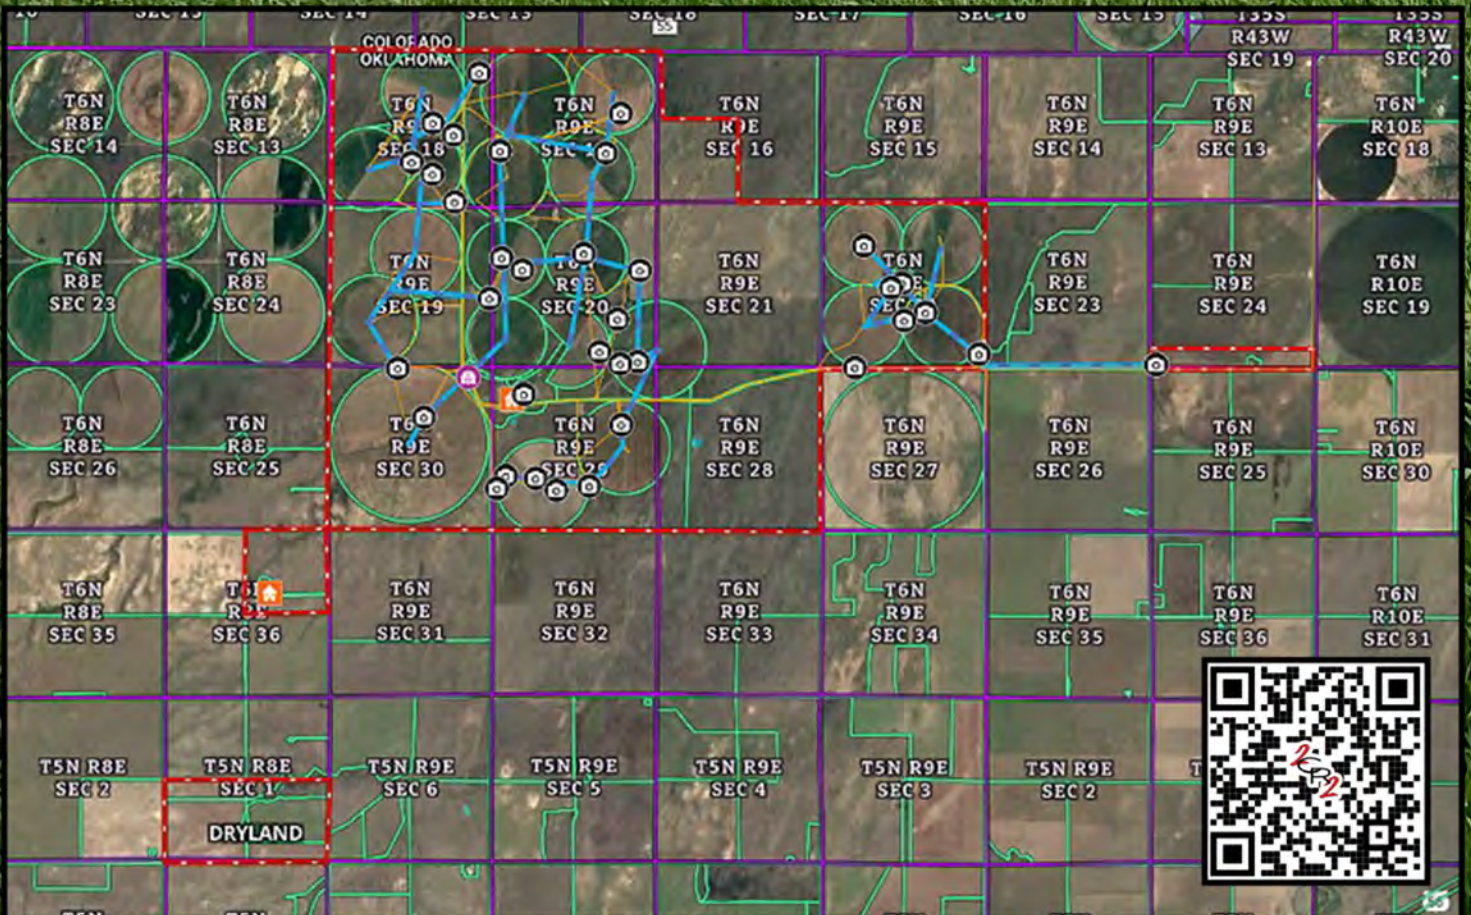 SEC 14
SEC 13
SEC 18
SEC 17
SEC 16
SEC 15
T35S
R43W
SEC 19
T35S
R43W
SEC 20
55
COLORADO
OKLAHOMA
T6N
R8E
SEC 14
T6N
R8E
SEC 13
T6N
SEC 18
T6N
R9E
T6N
R9E
SEC 16
T6N
R9E
SEC 15
T6N
R9E
SEC 14
T6N
R9E
SEC 13
T6N
R10E
SEC 18
T6N
R8E
SEC 23
T6N
R8E
SEC 24
T6N
R9E
SEC 19
R9E
SEC 20
T6N
R9E
SEC 21
T6N
T6N
R9E
SEC 23
T6N
R9E
SEC 24
T6N
R10E
SEC 19
T6N
R8E
SEC 26
T6N
R8E
SEC 25
R9E
SEC 30
T6N
R9E
T6N
R9E
SEC 28
T6N
R9E
SEC 27
T6N
R9E
SEC 26
T6N
R9E
SEC 25
T6N
R10E
SEC 30
T6N
R8E
SEC 35
SEC 36
T6N
R9E
SEC 31
T6N
R9E
SEC 32
T6N
R9E
SEC 33
T6N
R9E
SEC 34
T6N
R9E
SEC 35
T6N
R9E
SEC 36
T6N
R10E
SEC 31
T5N R8E
SEC 2
T5N R8E
SEC 1
DRYLAND
T5N R9E
SEC 6
T5N R9E
SEC 5
T5N R9E
SEC 4
T5N R9E
SEC 3
T5N R9E
SEC 2